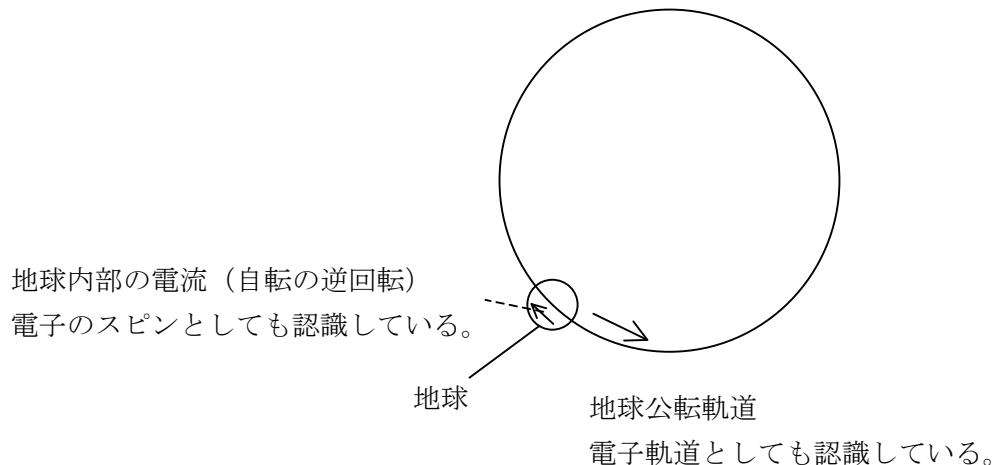 地球内部の電流（自転の逆回転）
電子のスピンとしても認識している。
地球
地球公転軌道
電子軌道としても認識している。